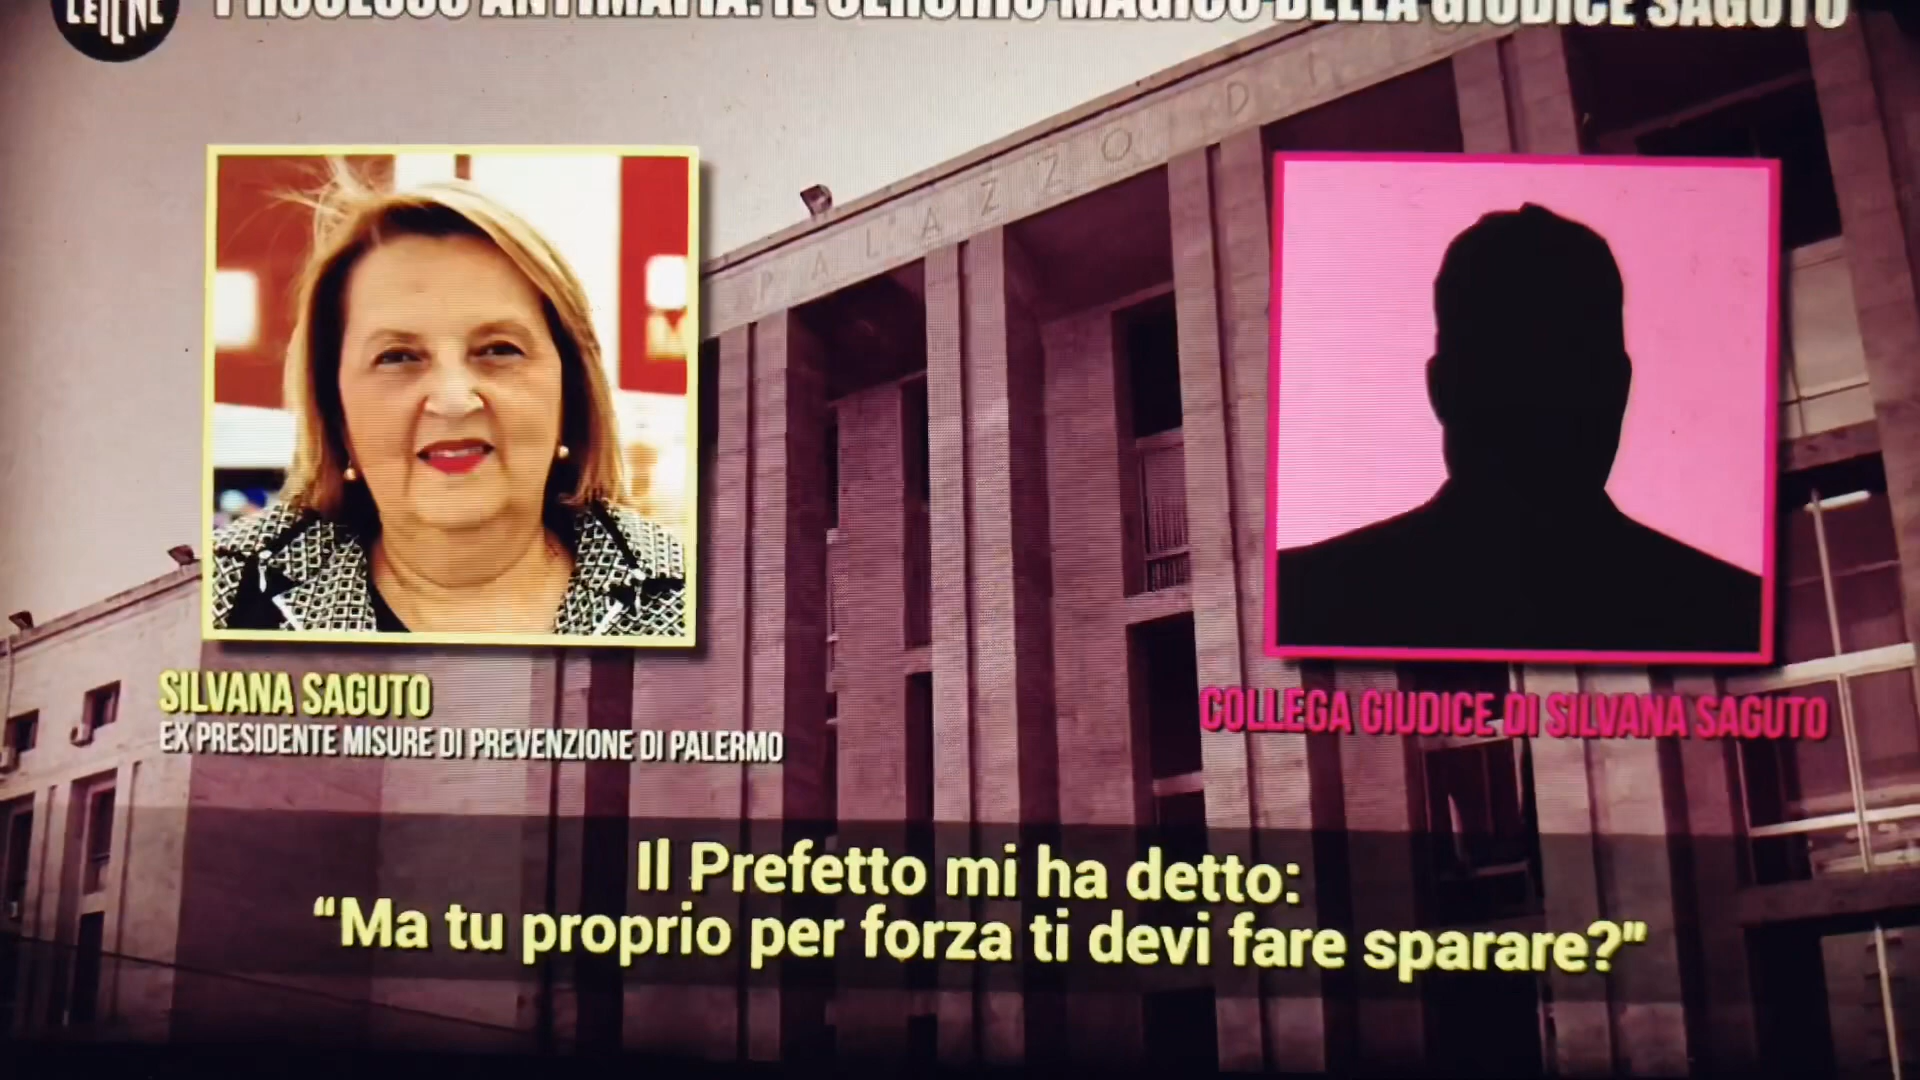 LE IENE
PROCESSO ANTIMAFIA: IL CERCHIO MAGICO DELLA GIUDICE SAGUTO
PALAZZO DI
SILVANA SAGUTO
EX PRESIDENTE MISURE DI PREVENZIONE DI PALERMO
COLLEGA GIUDICE DI SILVANA SAGUTO
Il Prefetto mi ha detto:
“Ma tu proprio per forza ti devi fare sparare?”